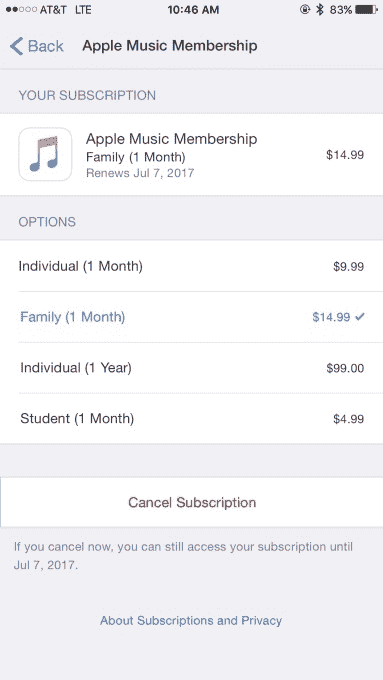 AT&T LTE 10:46 AM 83%
Back Apple Music Membership
YOUR SUBSCRIPTION
Apple Music Membership
Family (1 Month) $14.99
Renews Jul 7, 2017
OPTIONS
Individual (1 Month) $9.99
Family (1 Month) $14.99
Individual (1 Year) $99.00
Student (1 Month) $4.99
Cancel Subscription
If you cancel now, you can still access your subscription until
Jul 7, 2017.
About Subscriptions and Privacy